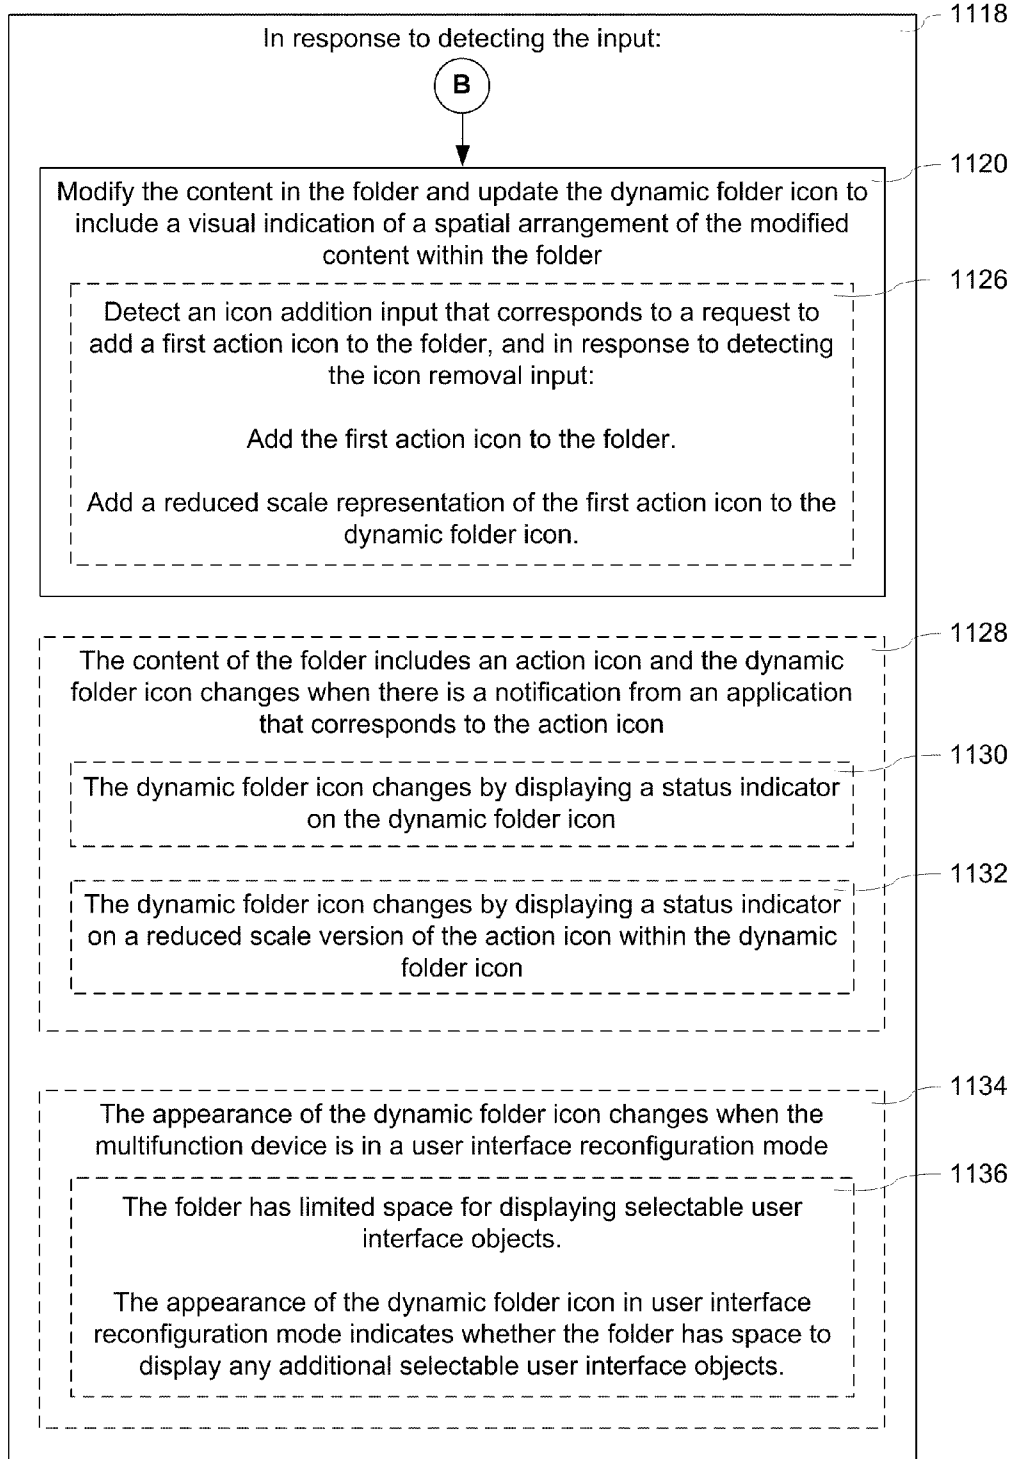 1118
In response to detecting the input:
B
1120
Modify the content in the folder and update the dynamic folder icon to
include a visual indication of a spatial arrangement of the modified
content within the folder
1126
Detect an icon addition input that corresponds to a request to
add a first action icon to the folder, and in response to detecting
the icon removal input:
Add the first action icon to the folder.
Add a reduced scale representation of the first action icon to the
dynamic folder icon.
1128
The content of the folder includes an action icon and the dynamic
folder icon changes when there is a notification from an application
that corresponds to the action icon
1130
The dynamic folder icon changes by displaying a status indicator
on the dynamic folder icon
1132
The dynamic folder icon changes by displaying a status indicator
on a reduced scale version of the action icon within the dynamic
folder icon
1134
The appearance of the dynamic folder icon changes when the
multifunction device is in a user interface reconfiguration mode
1136
The folder has limited space for displaying selectable user
interface objects.
The appearance of the dynamic folder icon in user interface
reconfiguration mode indicates whether the folder has space to
display any additional selectable user interface objects.